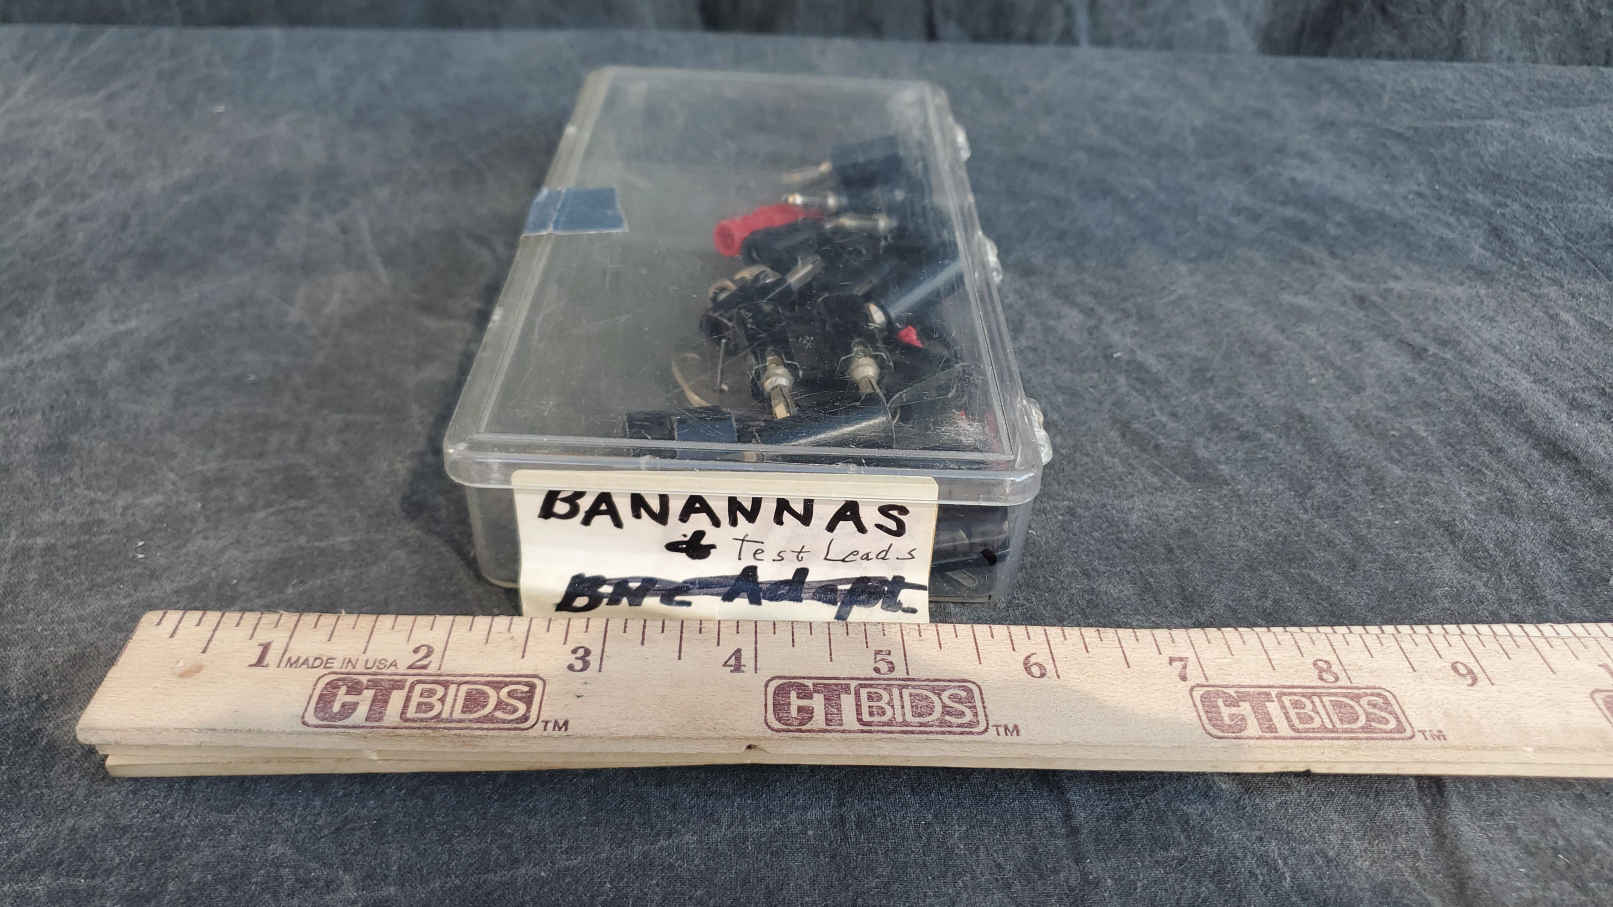 BANANNAS
& Test Leads
BNC Adapt
1 MADE IN USA 2 3 4 5 6 7 8 9
CTBIDS™ CTBIDS™ CTBIDS™